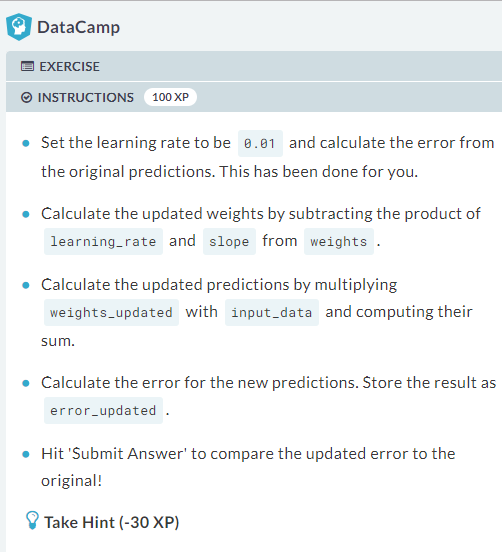 DataCamp
EXERCISE
INSTRUCTIONS 100 XP
Set the learning rate to be 0.01 and calculate the error from
the original predictions. This has been done for you.
Calculate the updated weights by subtracting the product of
learning_rate and slope from weights .
Calculate the updated predictions by multiplying
weights_updated with input_data and computing their
sum.
Calculate the error for the new predictions. Store the result as
error_updated .
Hit 'Submit Answer' to compare the updated error to the
original!
Take Hint (-30 XP)